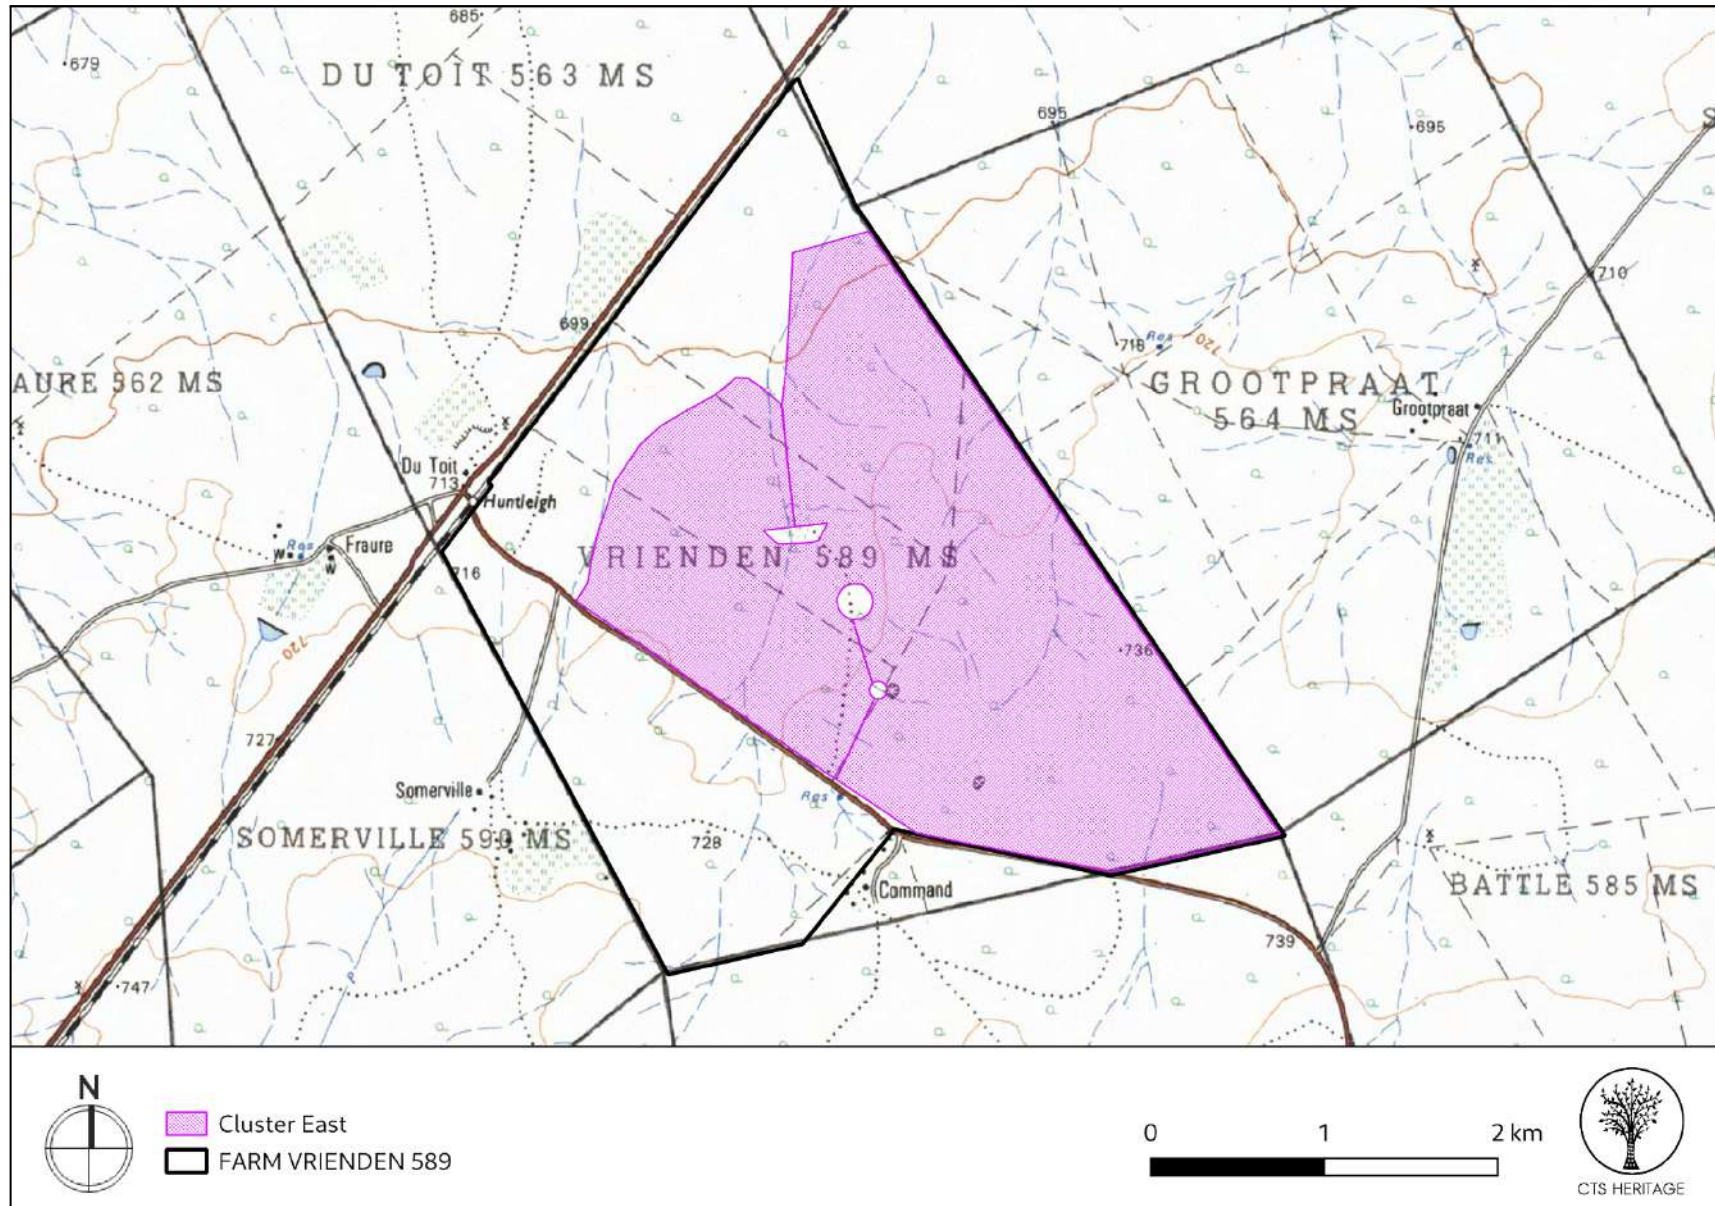 685
679
DU TOIT 563 MS
695
695
S
710
699
718
Res
720
AURE 562 MS
GROOTPRAAT
564 MS
Grootpraat
711
Res
Du Toit
713
Huntleigh
W
Res
Fraure
W
716
VRIENDEN 589 MS
720
736
727
Somerville
Res
SOMERVILLE 590 MS
728
Command
BATTLE 585 MS
739
747
N
Cluster East
FARM VRIENDEN 589
0 1 2 km
CTS HERITAGE